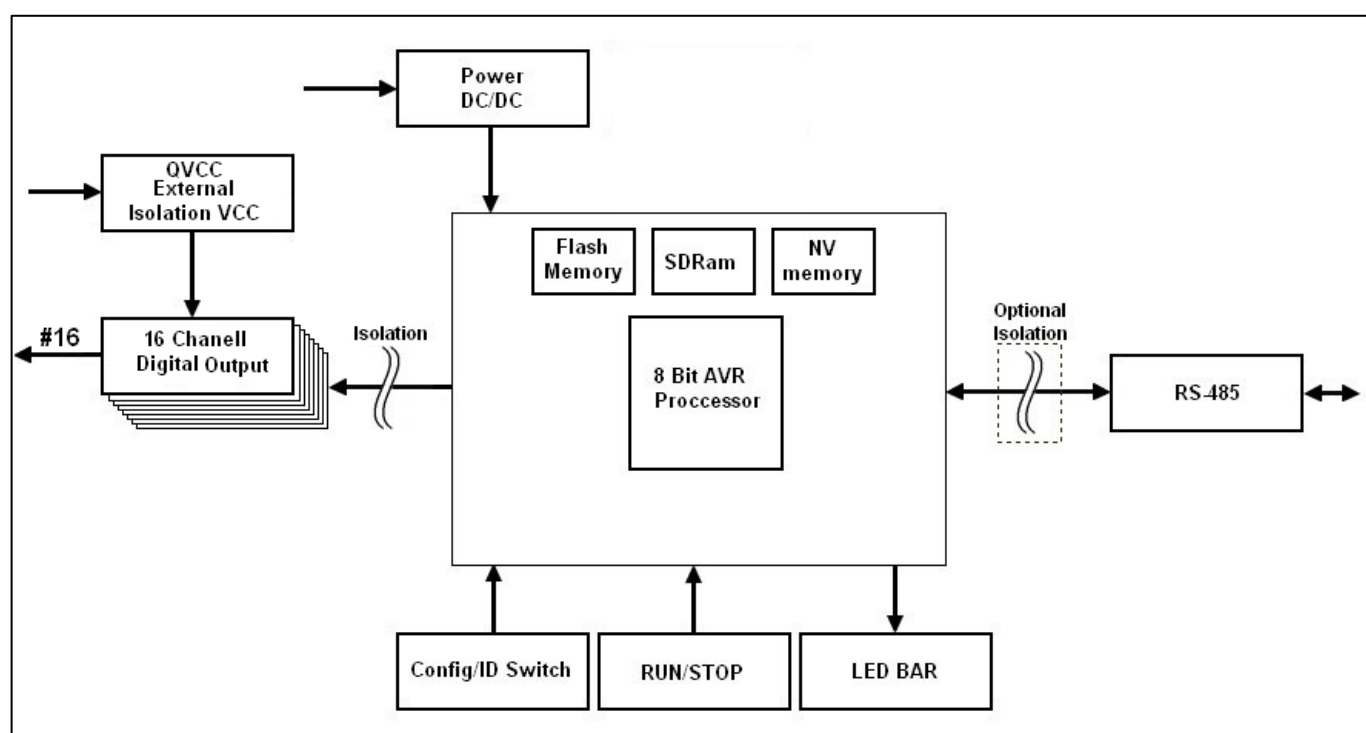 Power
DC/DC
QVCC
External
Isolation VCC
Flash
Memory
SDRam
NV
memory
#16
16 Chanell
Digital Output
Isolation
8 Bit AVR
Proccessor
Optional
Isolation
RS-485
Config/ID Switch
RUN/STOP
LED BAR